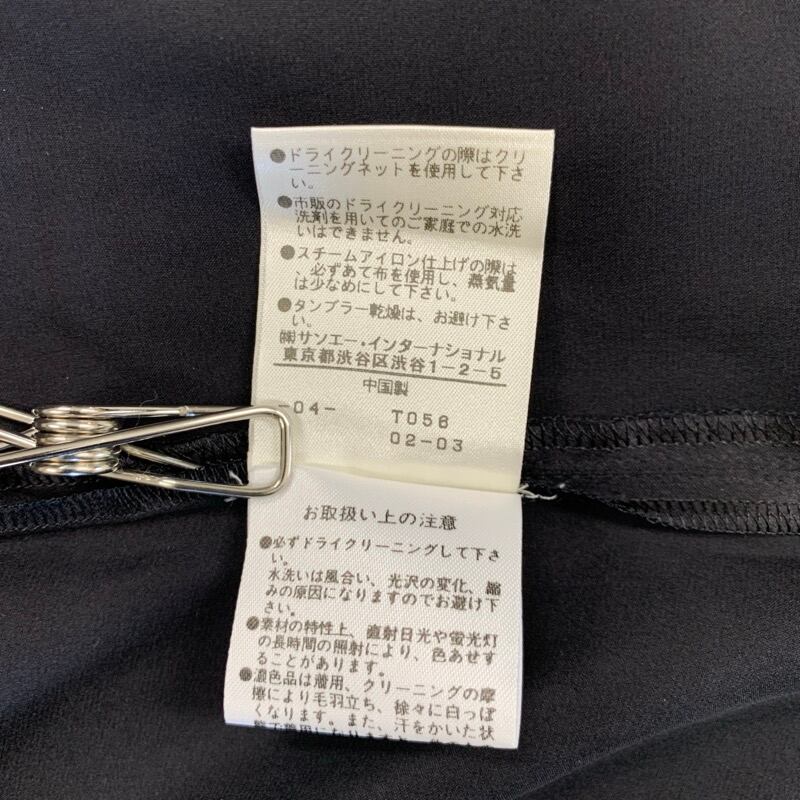 ●ドライクリーニングの際はクリ
ーニングネットを使用して下さ
い。
●市販のドライクリーニング対応
洗剤を用いてのご家庭での水洗
いはできません。
●スチームアイロン仕上げの際は
、必ずあて布を使用し、蒸気量
は少なめにして下さい。
●タンブラー乾燥は、お避け下さ
い。
㈱サンエー・インターナショナル
東京都渋谷区渋谷1-2-5
中国製
-04- T056
02-03
お取扱い上の注意
●必ずドライクリーニングして下さ
い。
水洗いは風合い、光沢の変化、縮
みの原因になりますのでお避け下
さい。
●素材の特性上、直射日光や蛍光灯
の長時間の照射により、色あせす
ることがあります。
●濃色品は着用、クリーニングの摩
擦により毛羽立ち、徐々に白っぽ
くなります。また、汗をかいた状